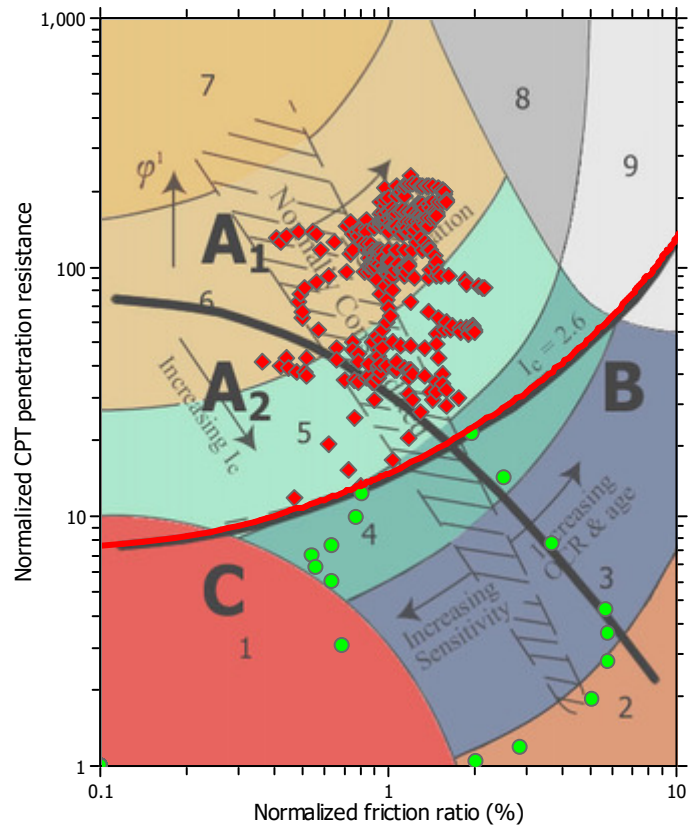 1,000
7
8
9
φ'
A1
Normally Consolidated
100
6
A2
Increasing Ic
5
Ic = 2.6
B
10
4
Increasing
OCR & age
C
Increasing
Sensitivity
3
1
2
1
0.1
1
10
Normalized friction ratio (%)
Normalized CPT penetration resistance